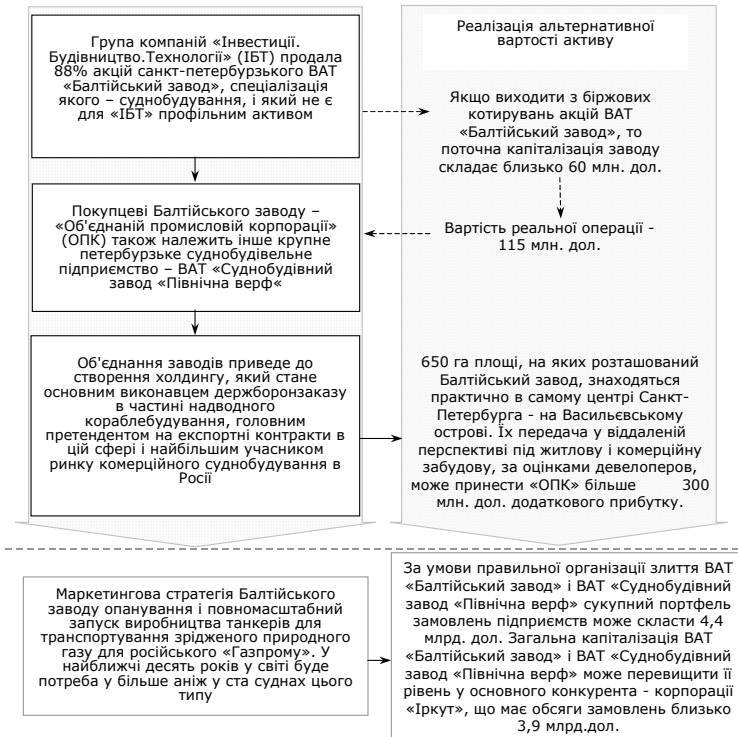 Група компаній «Інвестиції.
Будівництво.Технології» (ІБТ) продала
88% акцій санкт-петербурзького ВАТ
«Балтійський завод», спеціалізація
якого – суднобудування, і який не є
для «ІБТ» профільним активом
Реалізація альтернативної
вартості активу
Якщо виходити з біржових
котирувань акцій ВАТ
«Балтійський завод», то
поточна капіталізація заводу
складає близько 60 млн. дол.
Покупцеві Балтійського заводу –
«Об'єднаній промисловій корпорації»
(ОПК) також належить інше крупне
петербурзьке суднобудівельне
підприємство – ВАТ «Суднобудівний
завод «Північна верф«
Вартість реальної операції -
115 млн. дол.
Об'єднання заводів приведе до
створення холдингу, який стане
основним виконавцем держборонзаказу
в частині надводного
кораблебудування, головним
претендентом на експортні контракти в
цій сфері і найбільшим учасником
ринку комерційного суднобудування в
Росії
650 га площі, на яких розташований
Балтійський завод, знаходяться
практично в самому центрі Санкт-
Петербурга - на Васильєвському
острові. Їх передача у віддаленій
перспективі під житлову і комерційну
забудову, за оцінками девелоперів,
може принести «ОПК» більше 300
млн. дол. додаткового прибутку.
Маркетингова стратегія Балтійського
заводу опанування і повномасштабний
запуск виробництва танкерів для
транспортування зрідженого природного
газу для російського «Газпрому». У
найближчі десять років у світі буде
потреба у більше аніж у ста суднах цього
типу
За умови правильної організації злиття ВАТ
«Балтійський завод» і ВАТ «Суднобудівний
завод «Північна верф» сукупний портфель
замовлень підприємств може скласти 4,4
млрд. дол. Загальна капіталізація ВАТ
«Балтійський завод» і ВАТ «Суднобудівний
завод «Північна верф» може перевищити її
рівень у основного конкурента - корпорації
«Іркут», що має обсяги замовлень близько
3,9 млрд.дол.